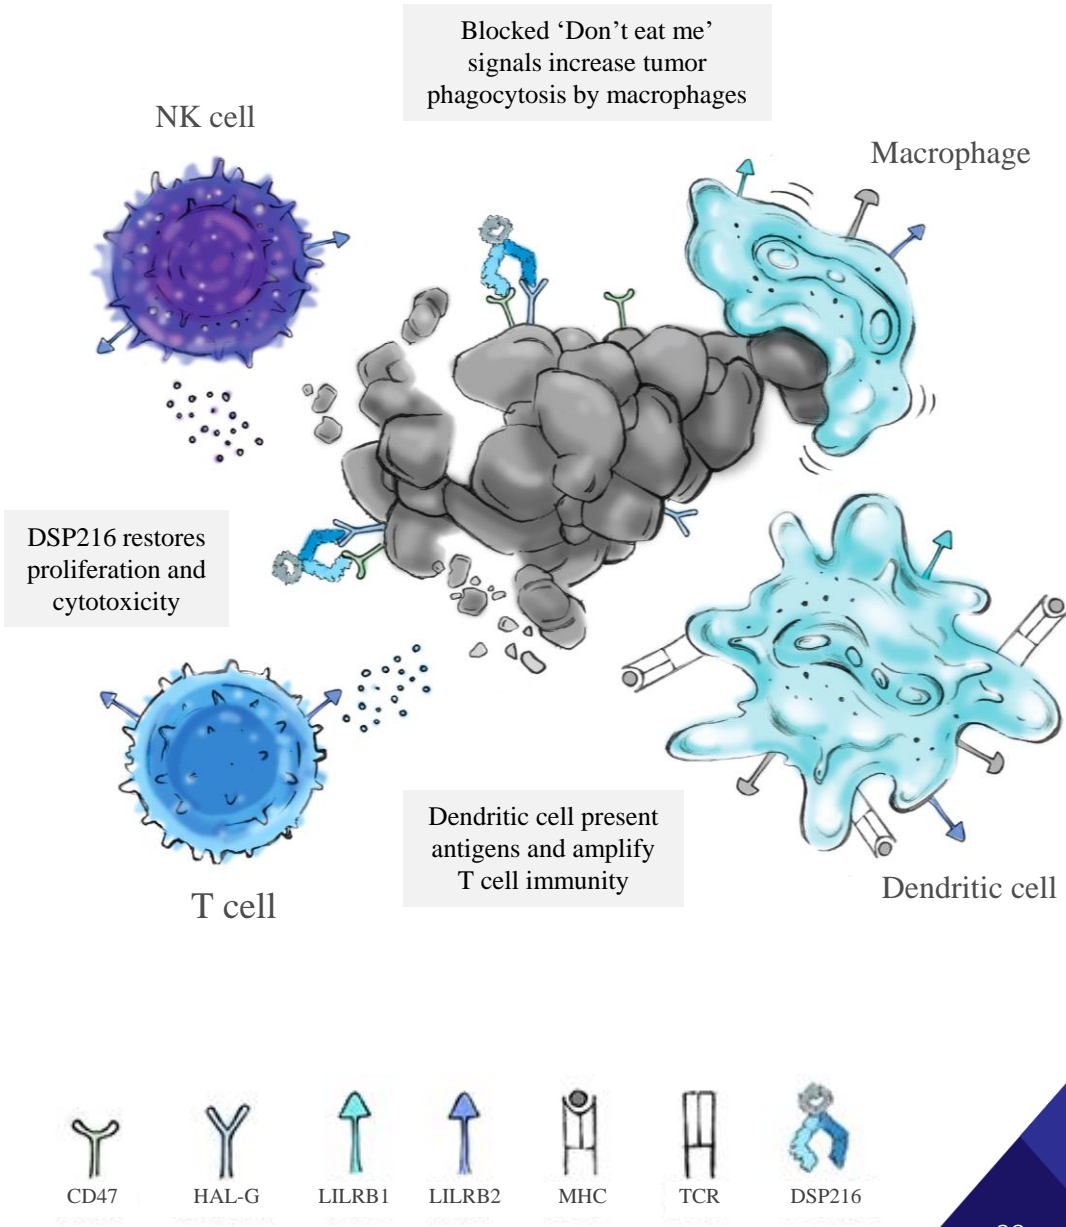 Blocked ‘Don’t eat me’
signals increase tumor
phagocytosis by macrophages
NK cell
Macrophage
DSP216 restores
proliferation and
cytotoxicity
Dendritic cell present
antigens and amplify
T cell immunity
T cell
Dendritic cell
CD47
HAL-G
LILRB1
LILRB2
MHC
TCR
DSP216